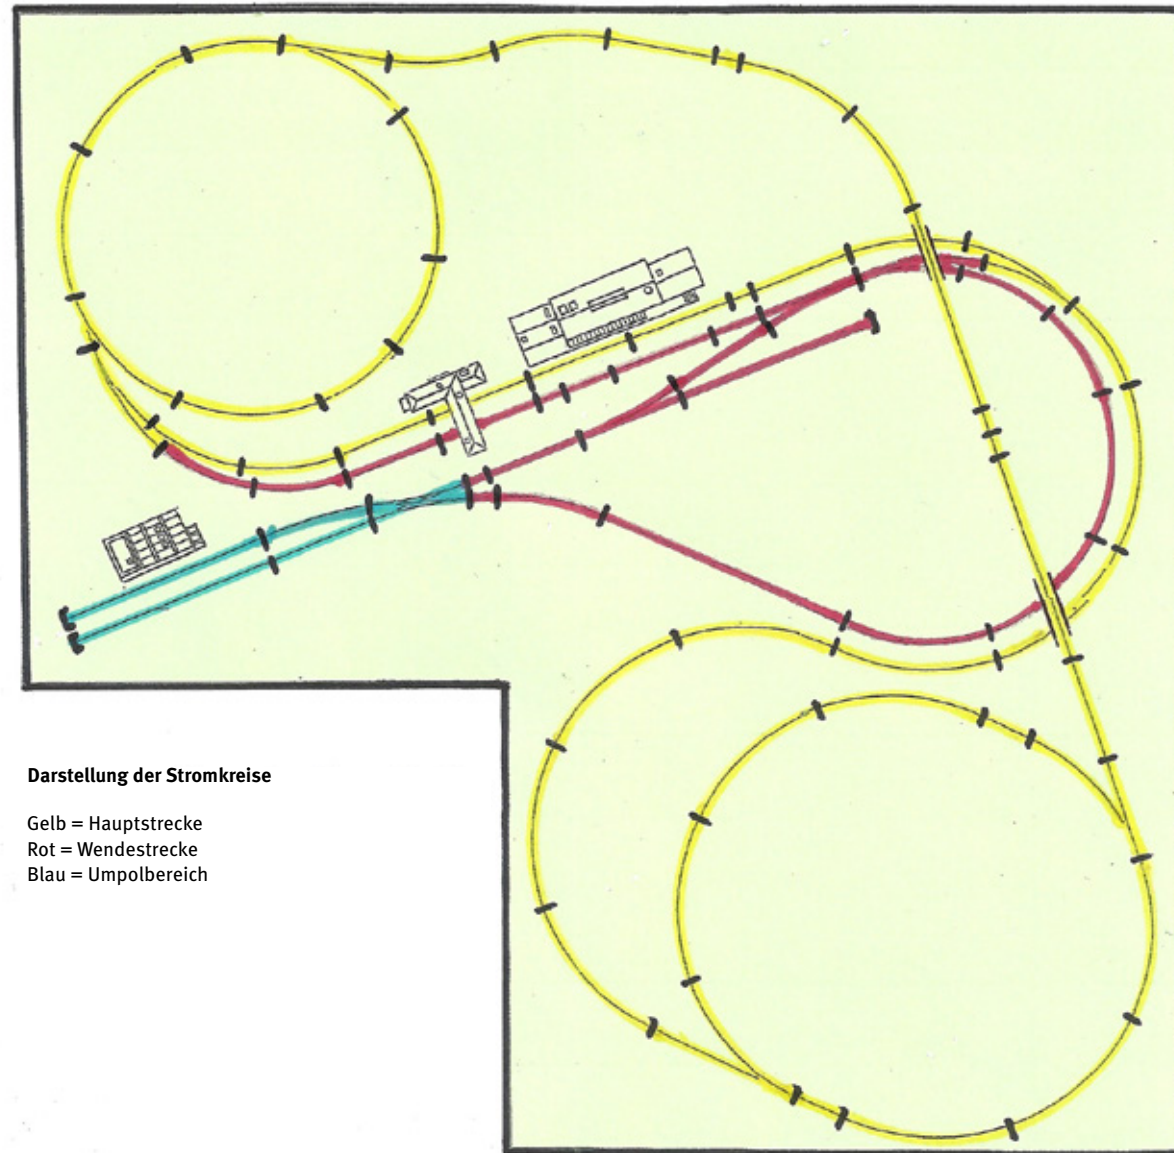 Darstellung der Stromkreise
Gelb = Hauptstrecke
Rot = Wendestrecke
Blau = Umpolbereich